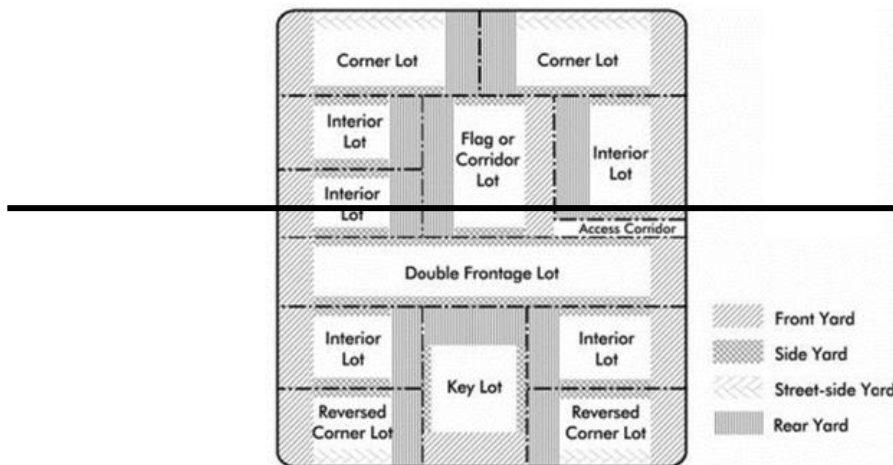 Corner Lot
Corner Lot
Interior
Lot
Flag or
Corridor
Lot
Interior
Lot
Interior
Lot
Access Corridor
Double Frontage Lot
Interior
Lot
Key Lot
Interior
Lot
Reversed
Corner Lot
Reversed
Corner Lot
Front Yard
Side Yard
Street-side Yard
Rear Yard